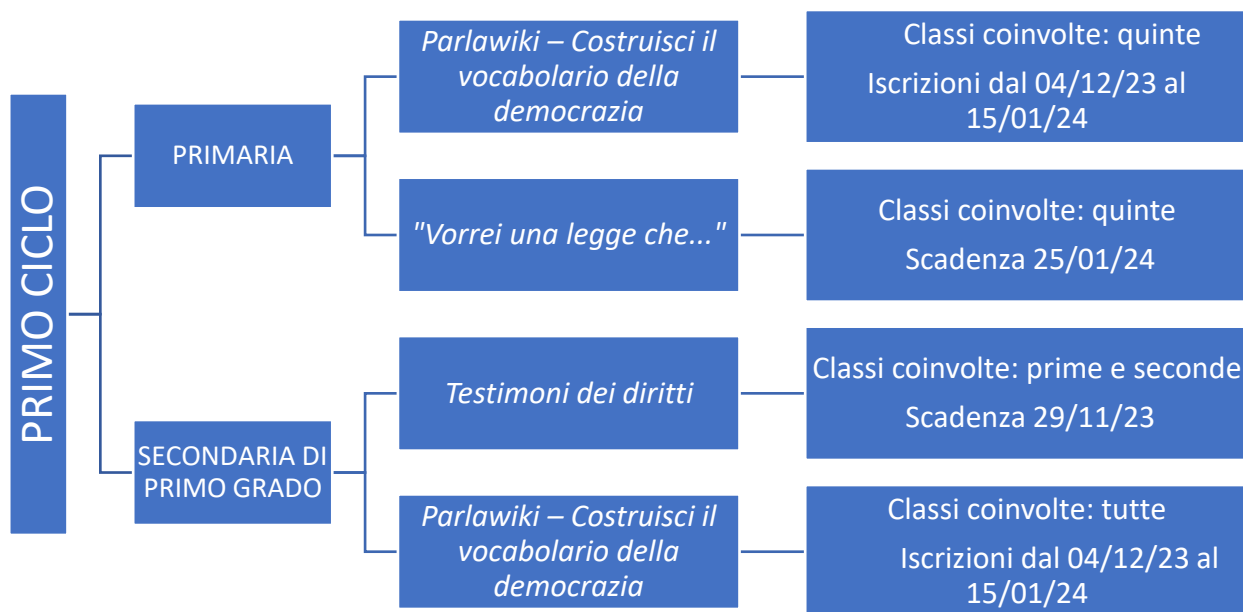 PRIMO CICLO
PRIMARIA
Parlawiki – Costruisci il
vocabolario della
democrazia
Classi coinvolte: quinte
Iscrizioni dal 04/12/23 al
15/01/24
"Vorrei una legge che..."
Classi coinvolte: quinte
Scadenza 25/01/24
SECONDARIA DI
PRIMO GRADO
Testimoni dei diritti
Classi coinvolte: prime e seconde
Scadenza 29/11/23
Parlawiki – Costruisci il
vocabolario della
democrazia
Classi coinvolte: tutte
Iscrizioni dal 04/12/23 al
15/01/24